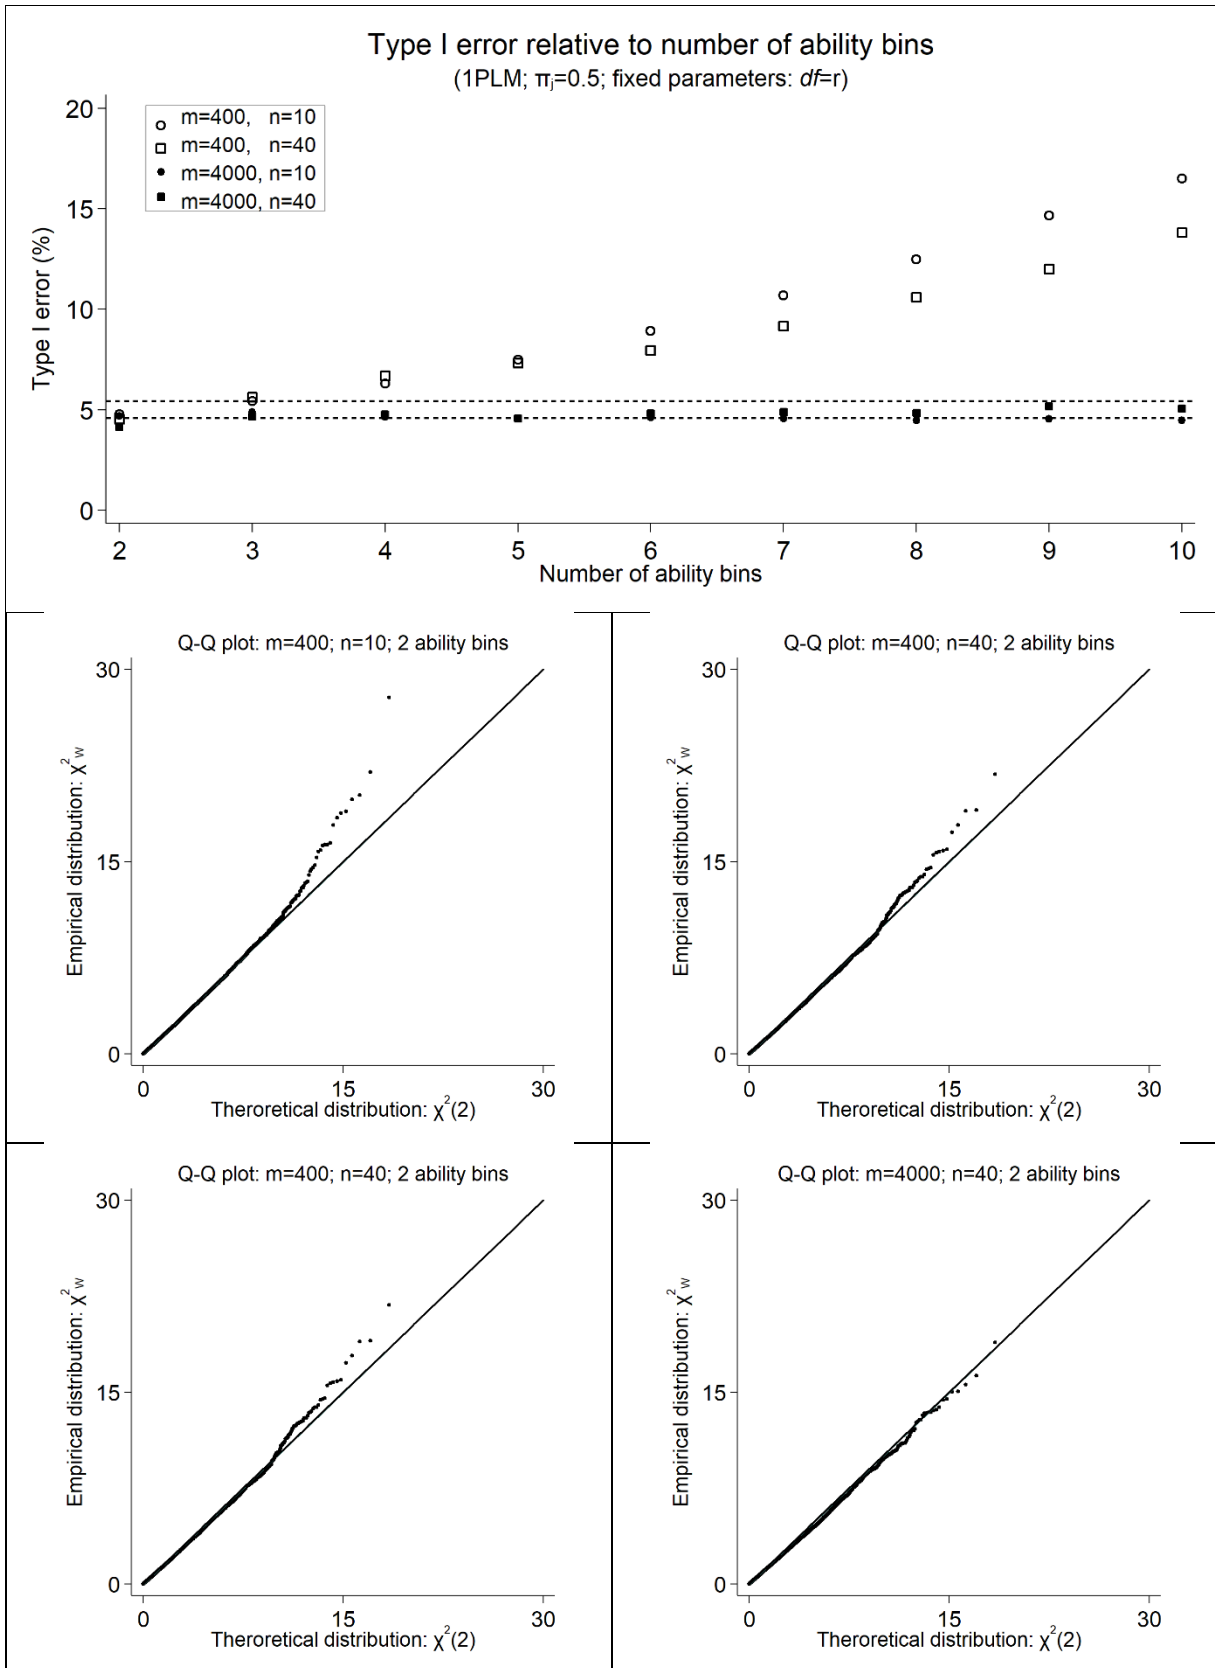 Type I error relative to number of ability bins
(1PLM; πj=0.5; fixed parameters: df=r)
Type I error (%)
20
15
10
5
0
m=400, n=10
m=400, n=40
m=4000, n=10
m=4000, n=40
2 3 4 5 6 7 8 9 10
Number of ability bins
Q-Q plot: m=400; n=10; 2 ability bins
Empirical distribution: χ²w
30
15
0
0 15 30
Theroretical distribution: χ²(2)
Q-Q plot: m=400; n=40; 2 ability bins
Empirical distribution: χ²w
30
15
0
0 15 30
Theroretical distribution: χ²(2)
Q-Q plot: m=400; n=40; 2 ability bins
Empirical distribution: χ²w
30
15
0
0 15 30
Theroretical distribution: χ²(2)
Q-Q plot: m=4000; n=40; 2 ability bins
Empirical distribution: χ²w
30
15
0
0 15 30
Theroretical distribution: χ²(2)